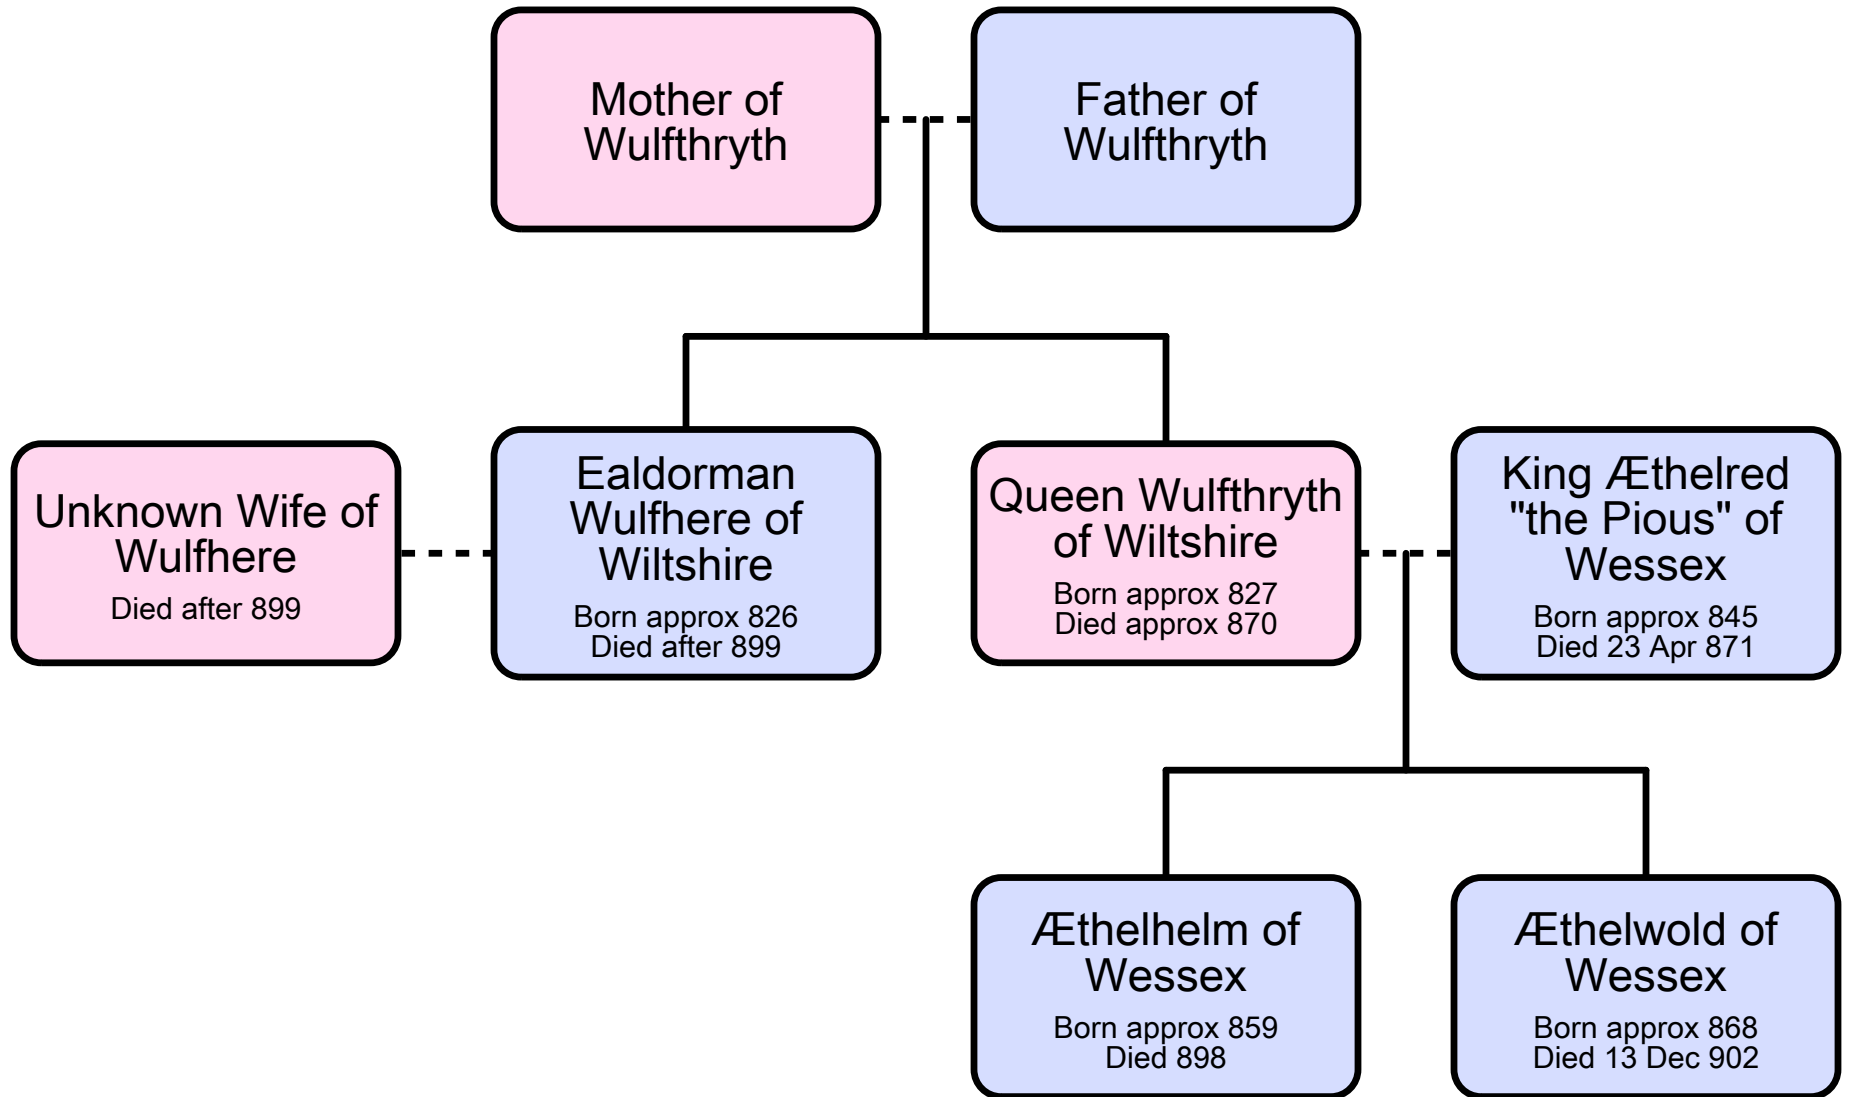 Mother of
Wulfthryth
Father of
Wulfthryth
Unknown Wife of
Wulfhere
Died after 899
Ealdorman
Wulfhere of
Wiltshire
Born approx 826
Died after 899
Queen Wulfthryth
of Wiltshire
Born approx 827
Died approx 870
King Æthelred
"the Pious" of
Wessex
Born approx 845
Died 23 Apr 871
Æthelhelm of
Wessex
Born approx 859
Died 898
Æthelwold of
Wessex
Born approx 868
Died 13 Dec 902